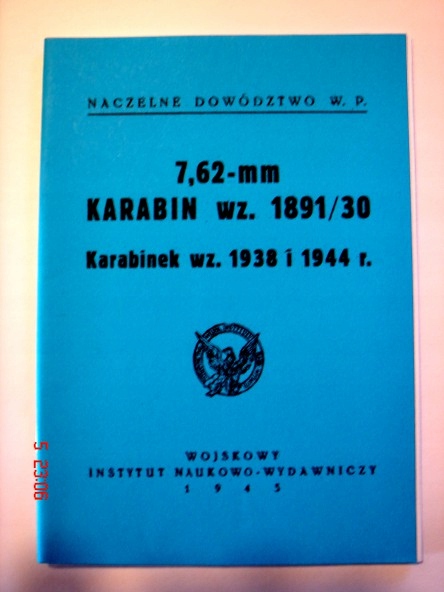 NACZELNE DOWÓDZTWO W. P.
7,62-mm
KARABIN wz. 1891/30
Karabinek wz. 1938 i 1944 r.
WOJSKOWY
INSTYTUT NAUKOWO-WYDAWNICZY
1945
5 23:06